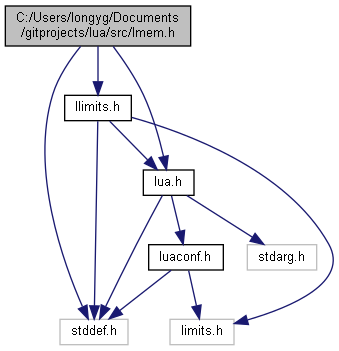 C:/Users/longyg/Documents
/gitprojects/lua/src/lmem.h
llimits.h
lua.h
luaconf.h
stdarg.h
stddef.h
limits.h